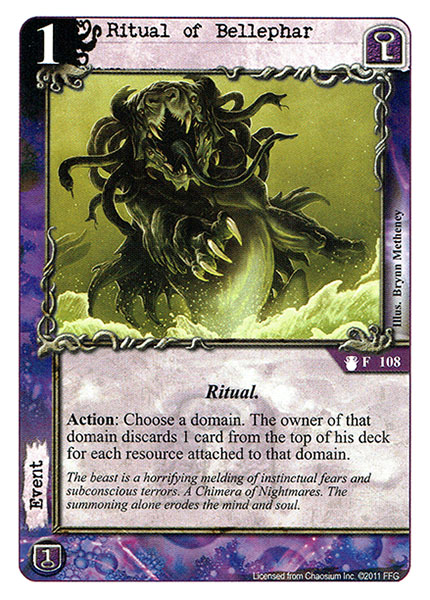 1
Ritual of Bellephar
Illus. Brynn Metheney
F 108
Ritual.
Action: Choose a domain. The owner of that
domain discards 1 card from the top of his deck
for each resource attached to that domain.
The beast is a horrifying melding of instinctual fears and
subconscious terrors. A Chimera of Nightmares. The
summoning alone erodes the mind and soul.
Event
1
Licensed from Chaosium Inc. ©2011 FFG